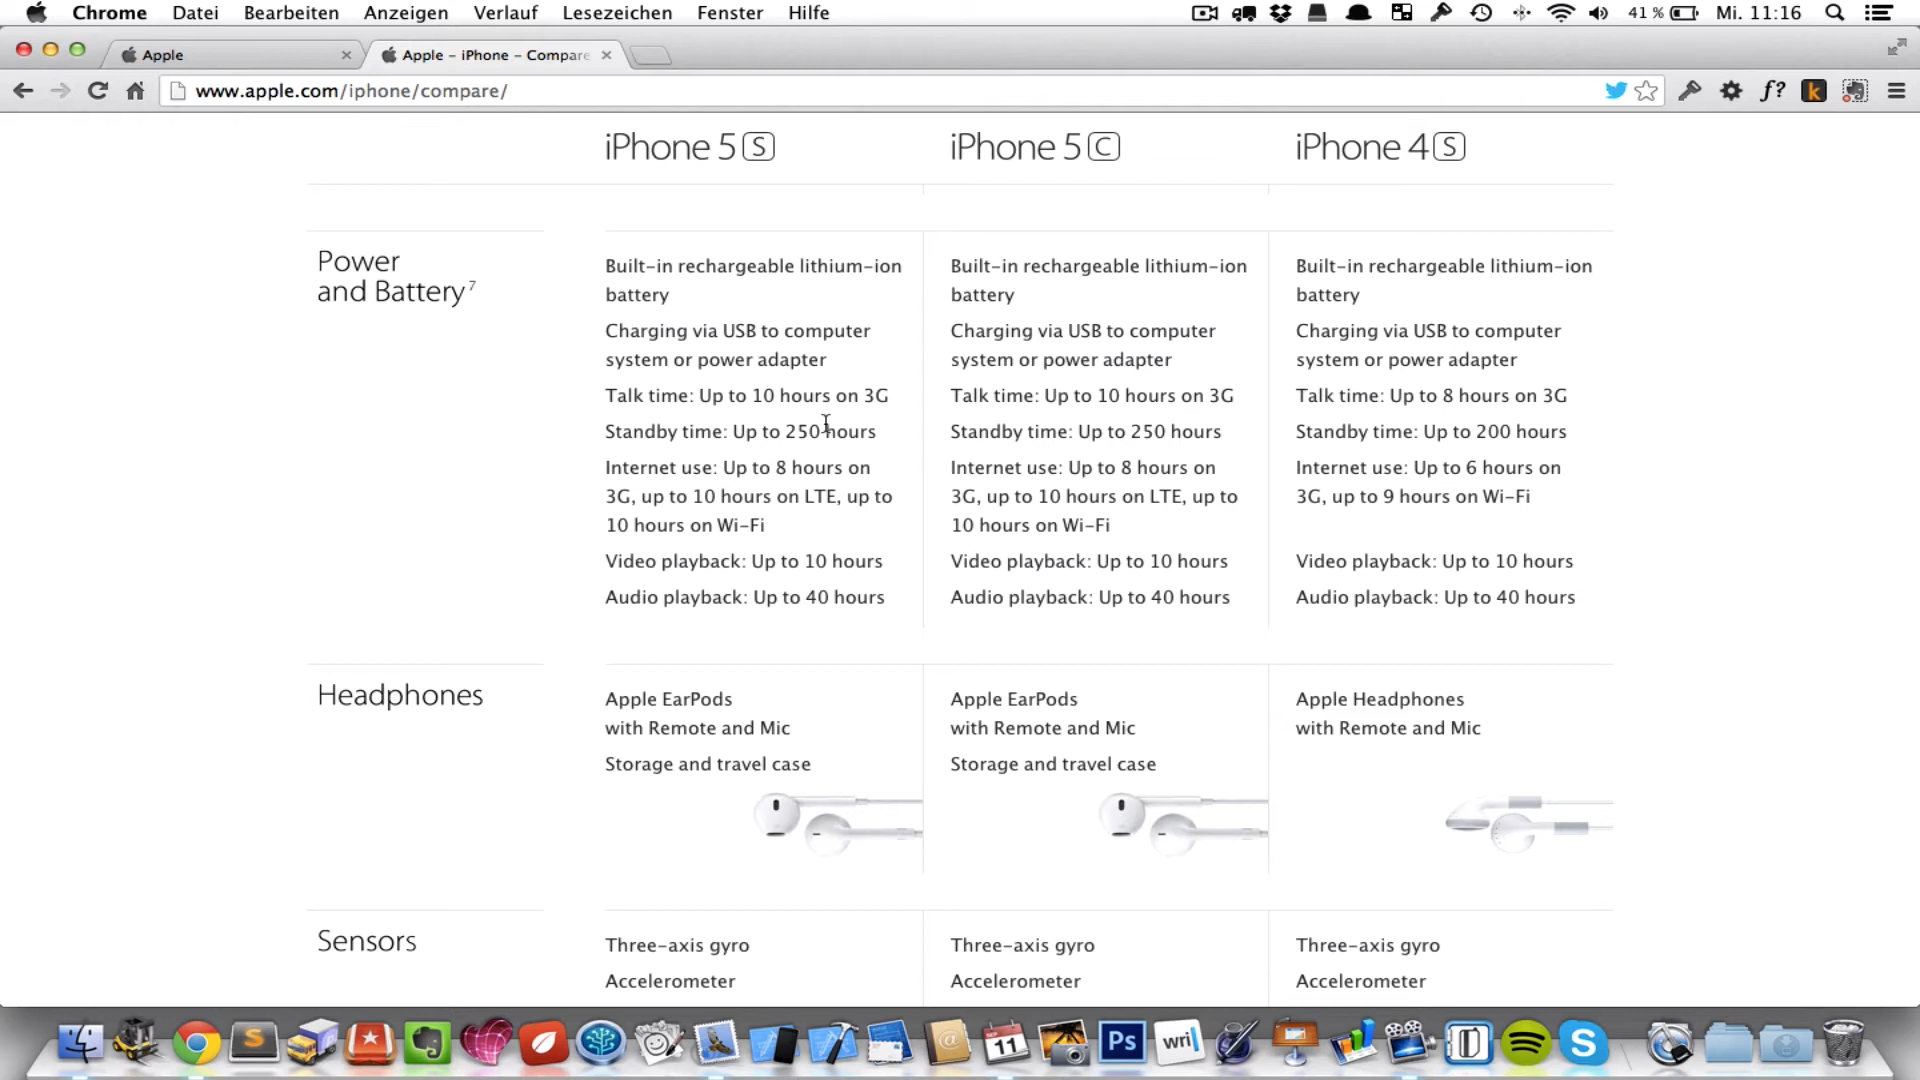 Chrome Datei Bearbeiten Anzeigen Verlauf Lesezeichen Fenster Hilfe 41 % Mi. 11:16
Apple Apple – iPhone – Compare
www.apple.com/iphone/compare/ f? k
iPhone 5 S iPhone 5 C iPhone 4 S
Power
and Battery 7
Built-in rechargeable lithium-ion
battery
Charging via USB to computer
system or power adapter
Talk time: Up to 10 hours on 3G
Standby time: Up to 250 hours
Internet use: Up to 8 hours on
3G, up to 10 hours on LTE, up to
10 hours on Wi-Fi
Video playback: Up to 10 hours
Audio playback: Up to 40 hours
Built-in rechargeable lithium-ion
battery
Charging via USB to computer
system or power adapter
Talk time: Up to 10 hours on 3G
Standby time: Up to 250 hours
Internet use: Up to 8 hours on
3G, up to 10 hours on LTE, up to
10 hours on Wi-Fi
Video playback: Up to 10 hours
Audio playback: Up to 40 hours
Built-in rechargeable lithium-ion
battery
Charging via USB to computer
system or power adapter
Talk time: Up to 8 hours on 3G
Standby time: Up to 200 hours
Internet use: Up to 6 hours on
3G, up to 9 hours on Wi-Fi
Video playback: Up to 10 hours
Audio playback: Up to 40 hours
Headphones
Apple EarPods
with Remote and Mic
Storage and travel case
Apple EarPods
with Remote and Mic
Storage and travel case
Apple Headphones
with Remote and Mic
Sensors
Three-axis gyro
Accelerometer
Three-axis gyro
Accelerometer
Three-axis gyro
Accelerometer
S @ 11 Ps wri S